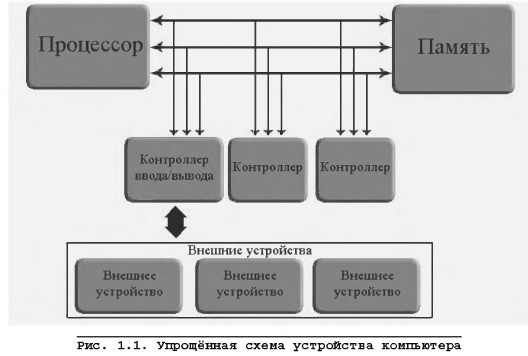 Процессор
Память
Контроллер
ввода/вывода
Контроллер
Контроллер
Внешние устройства
Внешнее
устройство
Внешнее
устройство
Внешнее
устройство
Рис. 1.1. Упрощённая схема устройства компьютера